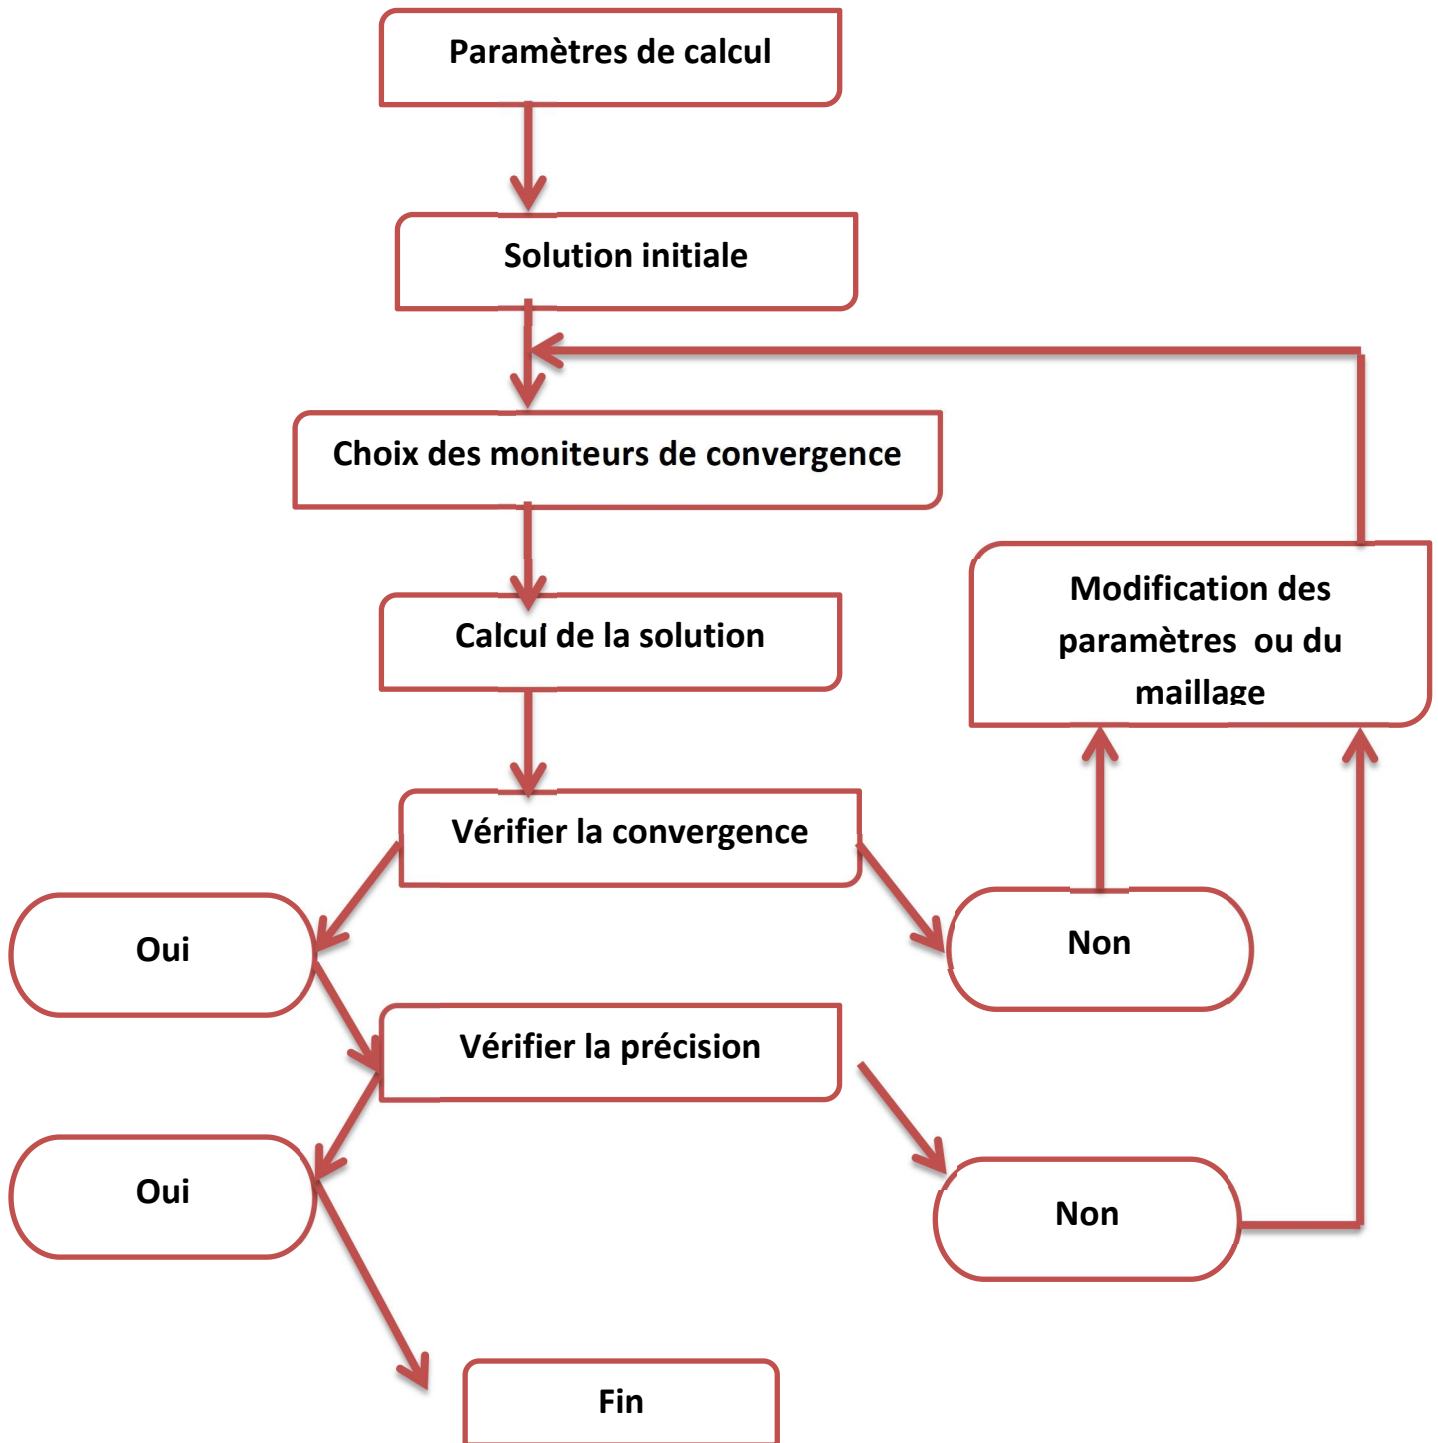 Paramètres de calcul
Solution initiale
Choix des moniteurs de convergence
Calcul de la solution
Modification des
paramètres ou du
maillage
Vérifier la convergence
Oui
Non
Vérifier la précision
Oui
Non
Fin